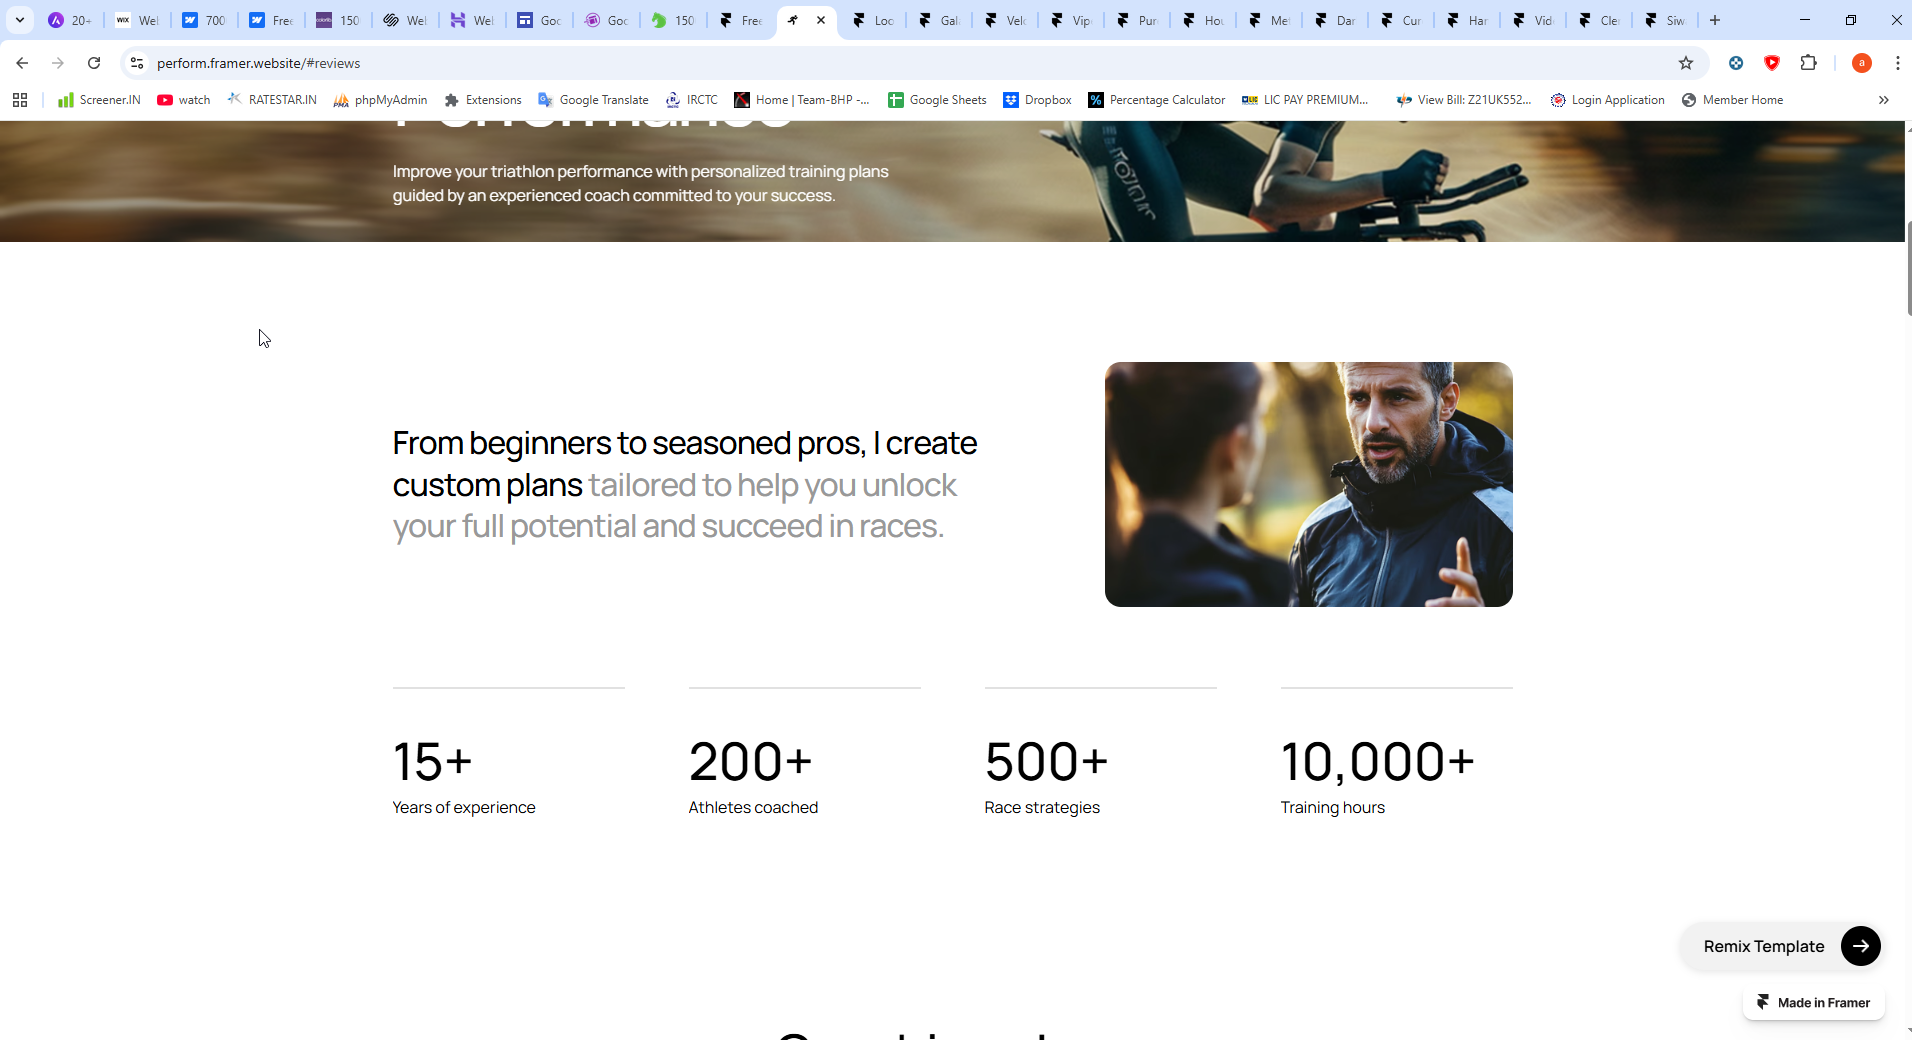 20+
WIX
Wel
700
Free
150
Wel
Wel
Goo
Goo
150
Free
Loo
Gal
Velo
Vip
Pur
Hou
Met
Dar
Cur
Har
Vid
Cle
Siw
perform.framer.website/#reviews
a
Screener.IN
watch
RATESTAR.IN
phpMyAdmin
Extensions
Google Translate
IRCTC
Home | Team-BHP -...
Google Sheets
Dropbox
Percentage Calculator
LIC PAY PREMIUM...
View Bill: Z21UK552...
Login Application
Member Home
Performance
Improve your triathlon performance with personalized training plans
guided by an experienced coach committed to your success.
From beginners to seasoned pros, I create
custom plans tailored to help you unlock
your full potential and succeed in races.
15+
Years of experience
200+
Athletes coached
500+
Race strategies
10,000+
Training hours
Remix Template
Made in Framer